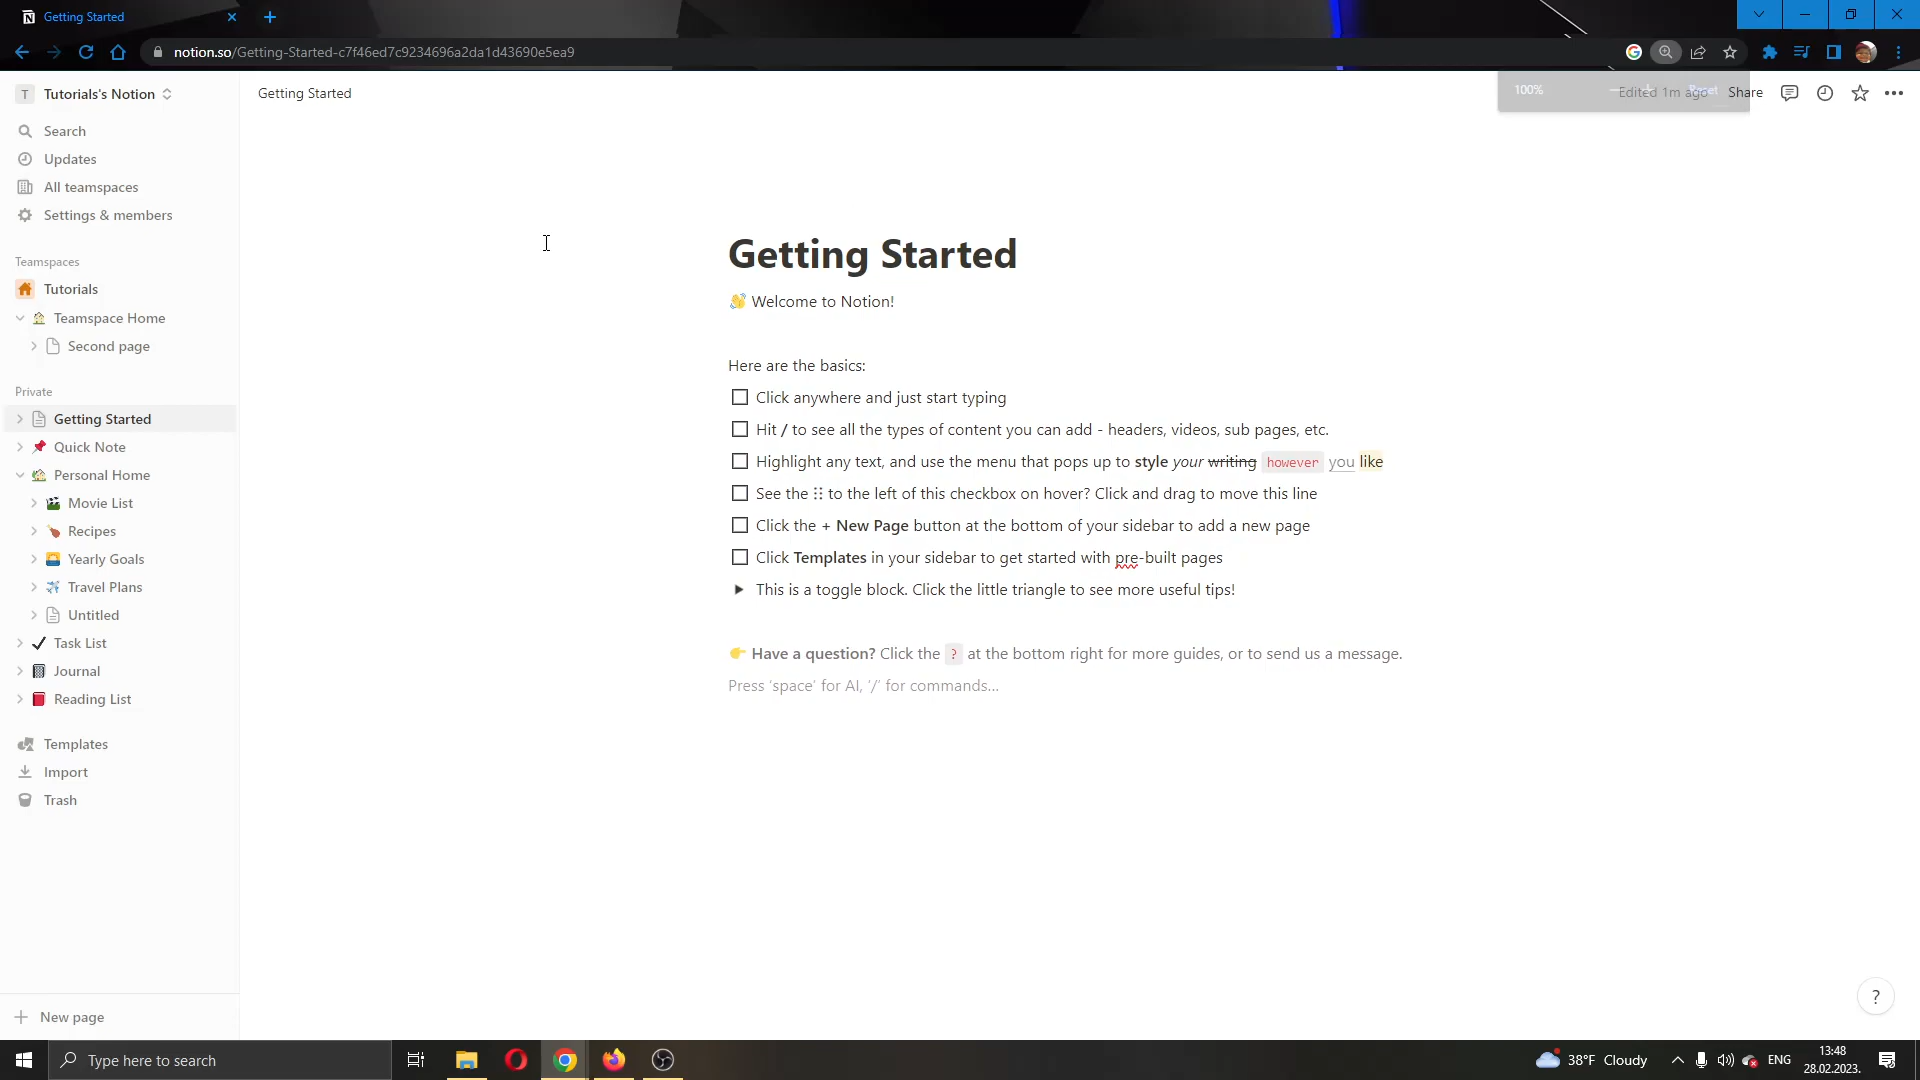 Getting Started
notion.so/Getting-Started-c7f46ed7c9234696a2da1d43690e5ea9
T Tutorials's Notion
Getting Started
100%
Edited 1m ago
Reset
Share
Search
Updates
All teamspaces
Settings & members
Teamspaces
Tutorials
Teamspace Home
Second page
Private
Getting Started
Quick Note
Personal Home
Movie List
Recipes
Yearly Goals
Travel Plans
Untitled
Task List
Journal
Reading List
Templates
Import
Trash
New page
Getting Started
👋 Welcome to Notion!
Here are the basics:
Click anywhere and just start typing
Hit / to see all the types of content you can add - headers, videos, sub pages, etc.
Highlight any text, and use the menu that pops up to style your writing however you like
See the ⋮⋮ to the left of this checkbox on hover? Click and drag to move this line
Click the + New Page button at the bottom of your sidebar to add a new page
Click Templates in your sidebar to get started with pre-built pages
This is a toggle block. Click the little triangle to see more useful tips!
👉 Have a question? Click the ? at the bottom right for more guides, or to send us a message.
Press 'space' for AI, '/' for commands…
?
Type here to search
38°F Cloudy
ENG
13:48
28.02.2023.